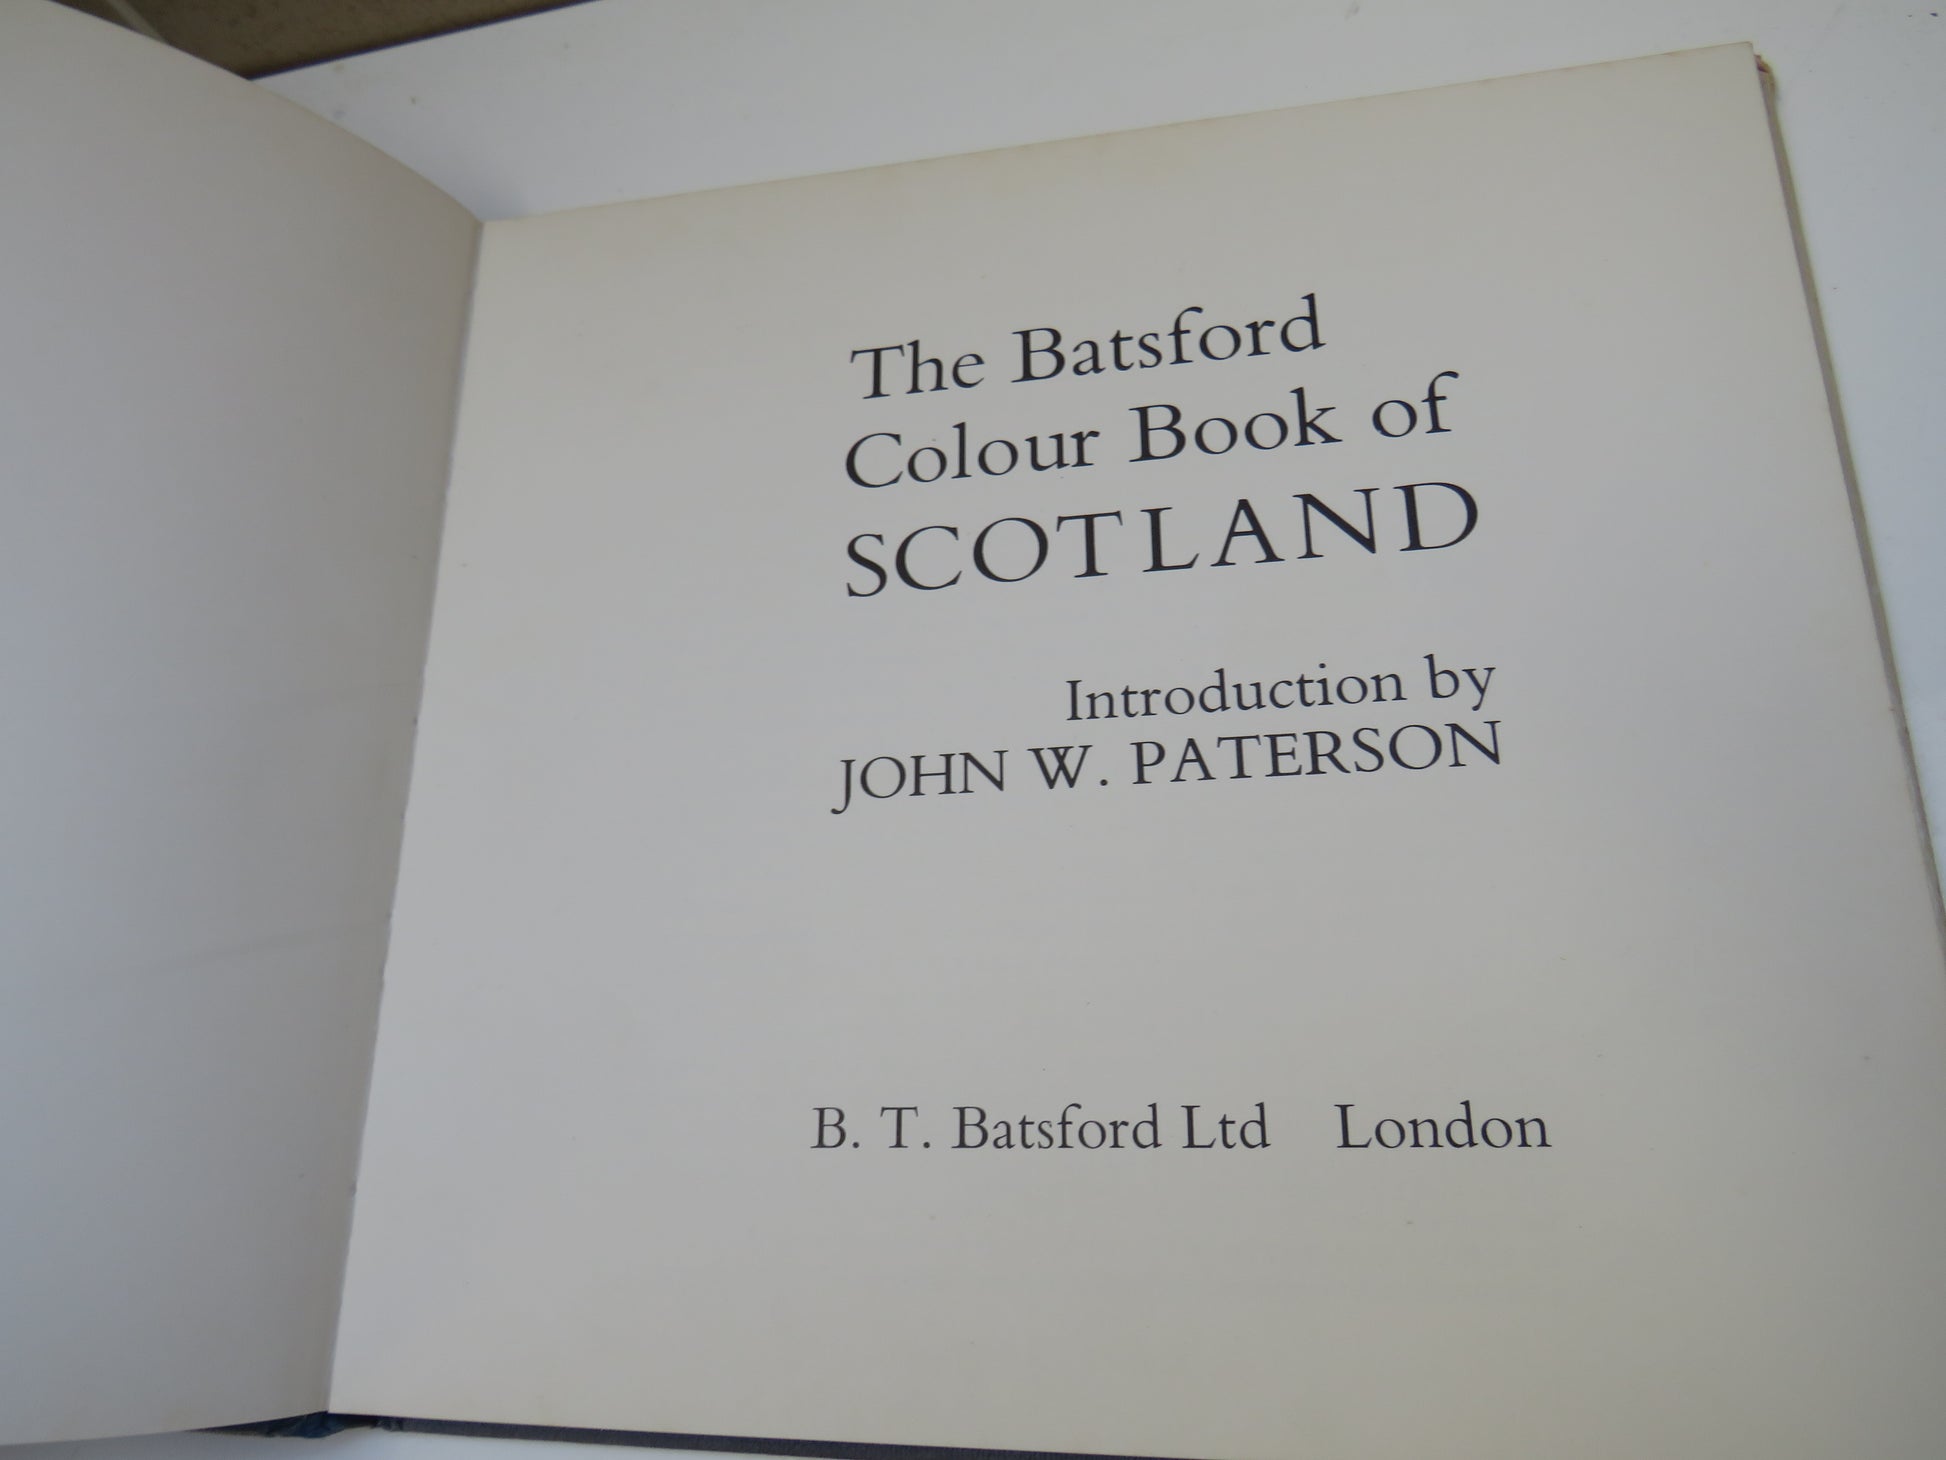 The Batsford
Colour Book of
SCOTLAND
Introduction by
JOHN W. PATERSON
B. T. Batsford Ltd London